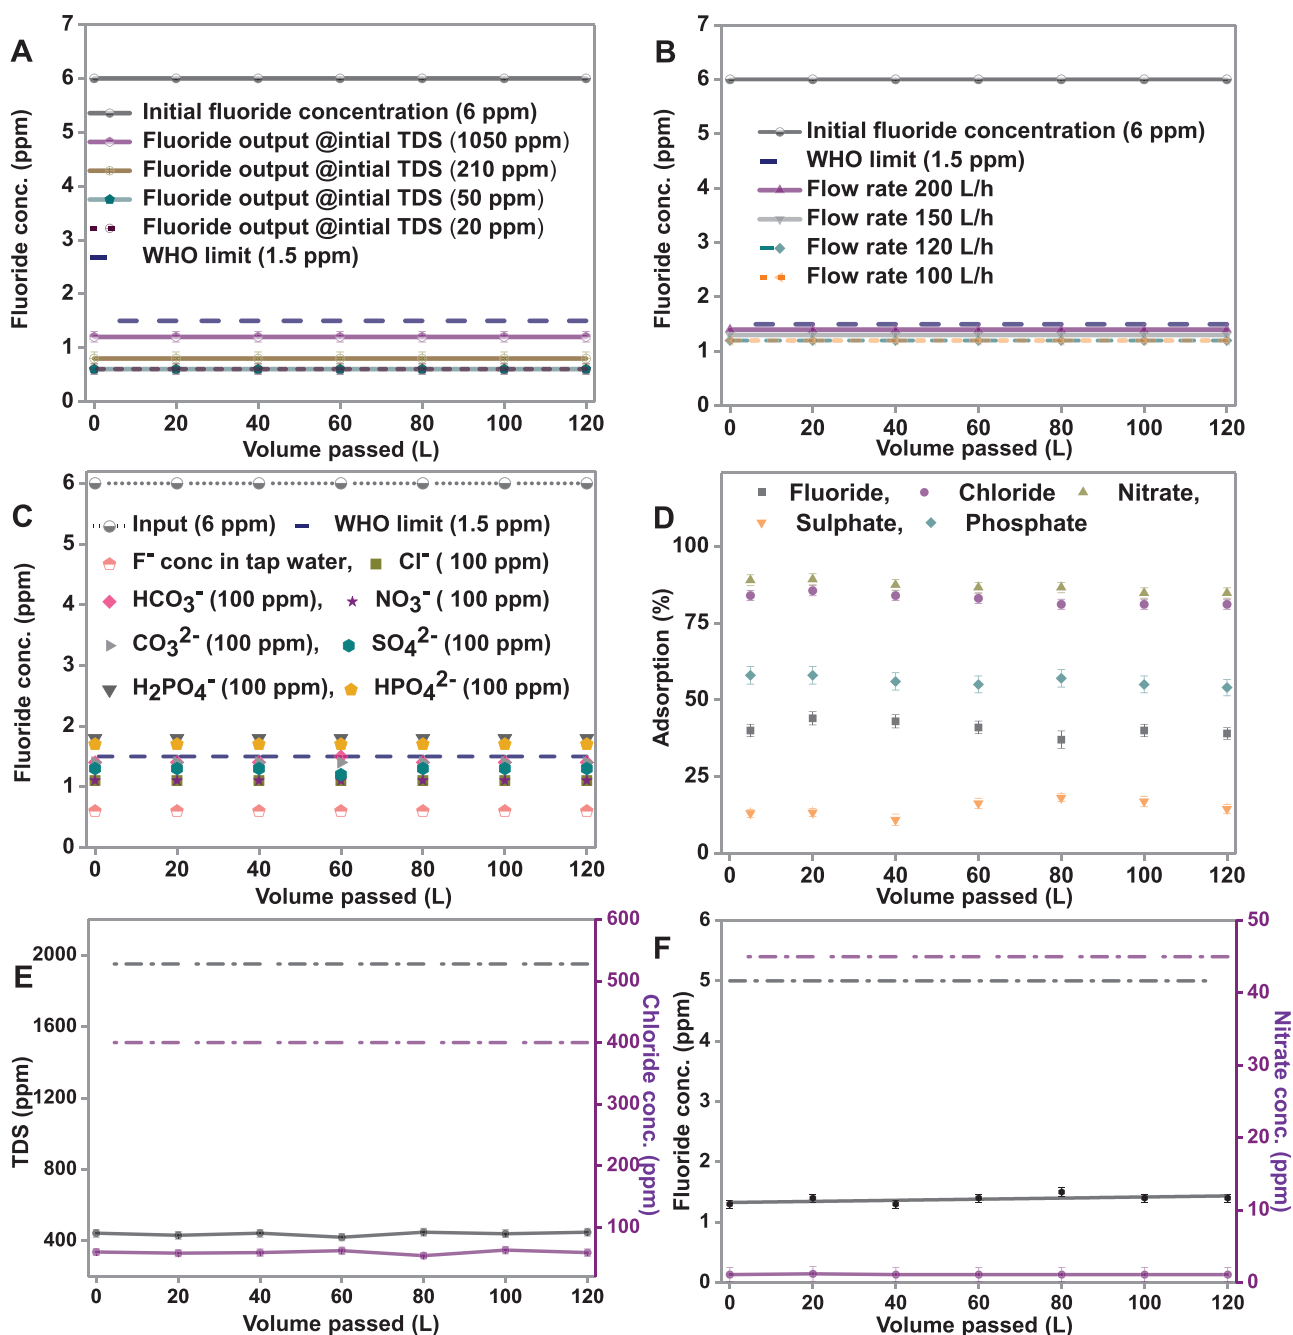 A
Fluoride conc. (ppm)
7
6
5
4
3
2
1
0
Initial fluoride concentration (6 ppm)
Fluoride output @intial TDS (1050 ppm)
Fluoride output @intial TDS (210 ppm)
Fluoride output @intial TDS (50 ppm)
Fluoride output @intial TDS (20 ppm)
WHO limit (1.5 ppm)
0 20 40 60 80 100 120
Volume passed (L)
B
Fluoride conc. (ppm)
7
6
5
4
3
2
1
0
Initial fluoride concentration (6 ppm)
WHO limit (1.5 ppm)
Flow rate 200 L/h
Flow rate 150 L/h
Flow rate 120 L/h
Flow rate 100 L/h
0 20 40 60 80 100 120
Volume passed (L)
C
Fluoride conc. (ppm)
6
5
4
3
2
1
0
Input (6 ppm) WHO limit (1.5 ppm)
F⁻ conc in tap water, Cl⁻ ( 100 ppm)
HCO₃⁻ (100 ppm), NO₃⁻ ( 100 ppm)
CO₃²⁻ (100 ppm), SO₄²⁻ (100 ppm)
H₂PO₄⁻ (100 ppm), HPO₄²⁻ (100 ppm)
0 20 40 60 80 100 120
Volume passed (L)
D
Fluoride, Chloride Nitrate,
Sulphate, Phosphate
Adsorption (%)
100
75
50
25
0
0 20 40 60 80 100 120
Volume passed (L)
E
TDS (ppm)
2000
1600
1200
800
400
Chloride conc. (ppm)
600
500
400
300
200
100
0
0 20 40 60 80 100 120
Volume passed (L)
F
Fluoride conc. (ppm)
6
5
4
3
2
1
0
Nitrate conc. (ppm)
50
40
30
20
10
0
0 20 40 60 80 100 120
Volume passed (L)